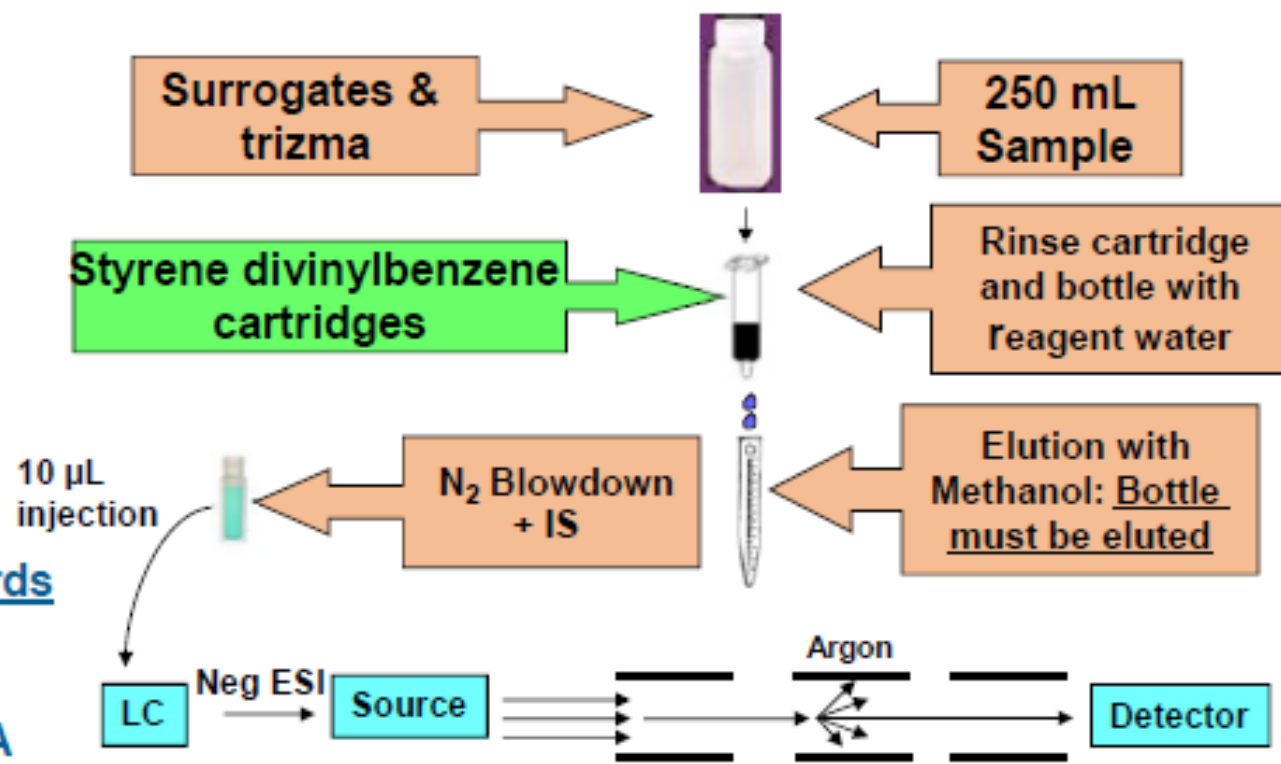 Surrogates &
trizma
250 mL
Sample
Styrene divinylbenzene
cartridges
Rinse cartridge
and bottle with
reagent water
Elution with
Methanol: Bottle
must be eluted
N₂ Blowdown
+ IS
10 µL
injection
rds
Argon
Neg ESI
LC
Source
Detector
A